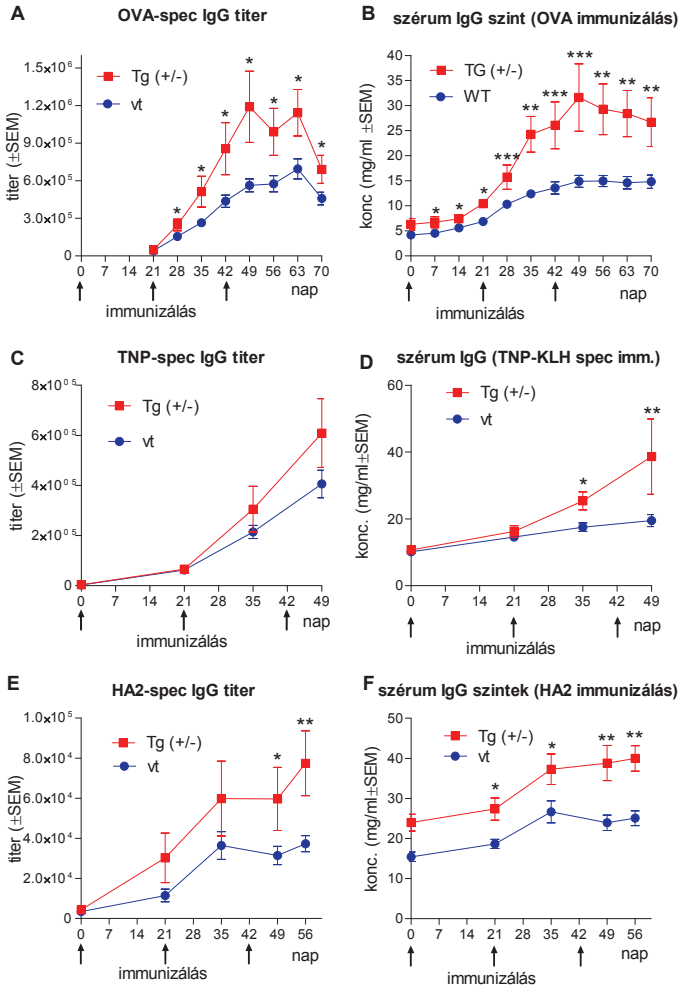 A
OVA-spec IgG titer
titer (±SEM)
1.5×10⁶
1.2×10⁶
9.0×10⁵
6.0×10⁵
3.0×10⁵
0
Tg (+/-)
vt
* * * * * * *
0 7 14 21 28 35 42 49 56 63 70
immunizálás
nap
B
szérum IgG szint (OVA immunizálás)
konc (mg/ml ±SEM)
40
35
30
25
20
15
10
5
0
TG (+/-)
WT
* * * *** ** *** *** ** ** **
0 7 14 21 28 35 42 49 56 63 70
immunizálás
nap
C
TNP-spec IgG titer
titer (±SEM)
8×10⁰⁵
6×10⁰⁵
4×10⁰⁵
2×10⁰⁵
0
Tg (+/-)
vt
0 7 14 21 28 35 42 49
immunizálás
nap
D
szérum IgG (TNP-KLH spec imm.)
konc. (mg/ml±SEM)
60
40
20
0
Tg (+/-)
vt
* **
0 7 14 21 28 35 42 49
immunizálás
nap
E
HA2-spec IgG titer
titer (±SEM)
1.0×10⁵
8.0×10⁴
6.0×10⁴
4.0×10⁴
2.0×10⁴
0
Tg (+/-)
vt
* **
0 7 14 21 28 35 42 49 56
immunizálás
nap
F
szérum IgG szintek (HA2 immunizálás)
konc. (mg/ml±SEM)
50
40
30
20
10
0
Tg (+/-)
vt
* * ** **
0 7 14 21 28 35 42 49 56
immunizálás
nap